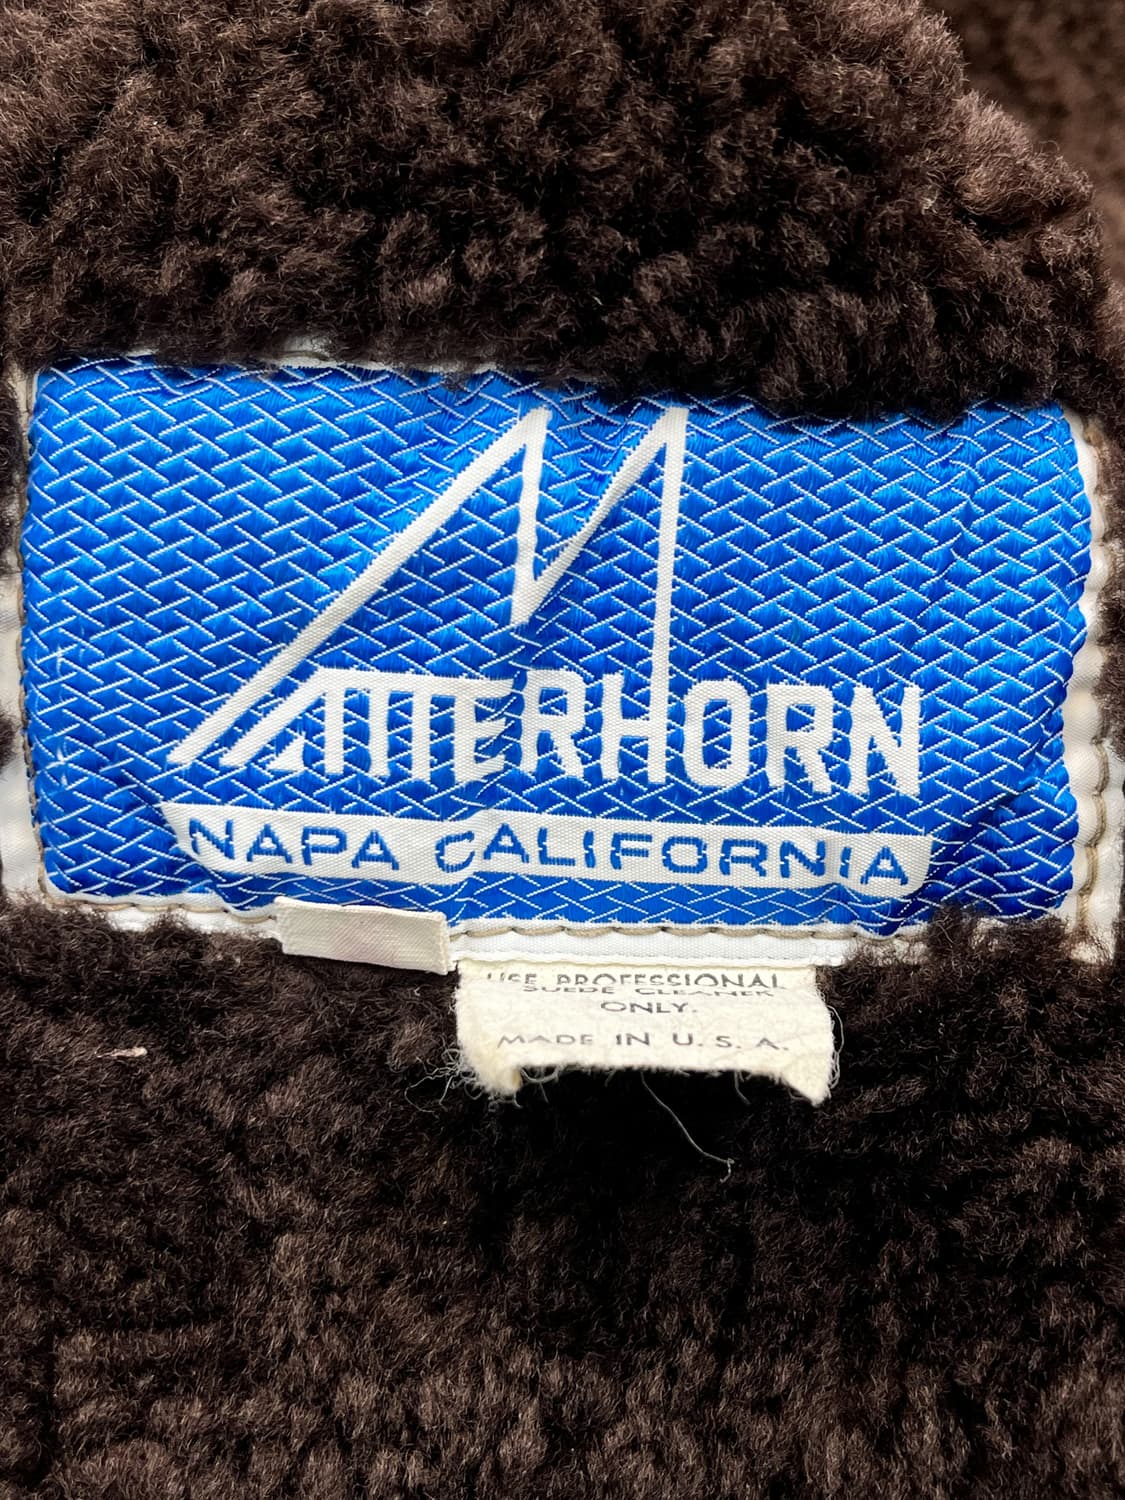 MATTERHORN
NAPA CALIFORNIA
USE PROFESSIONAL
SUEDE CLEANER
ONLY.
MADE IN U.S.A.